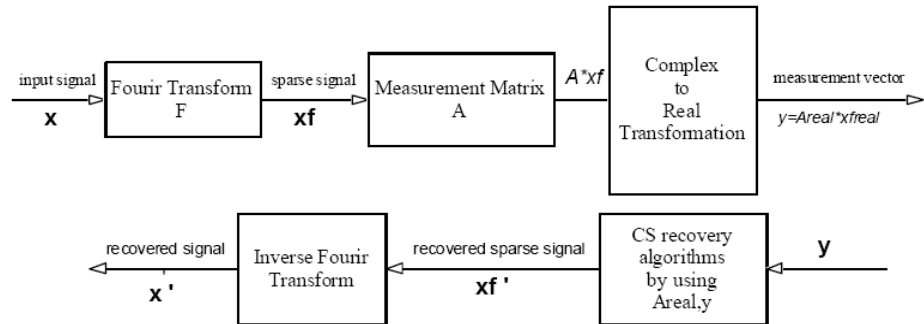 input signal
x
Fourir Transform
F
sparse signal
xf
Measurement Matrix
A
A*xf
Complex
to
Real
Transformation
measurement vector
y=Areal*xfreal
recovered signal
x '
Inverse Fourir
Transform
recovered sparse signal
xf '
CS recovery
algorithms
by using
Areal,y
y